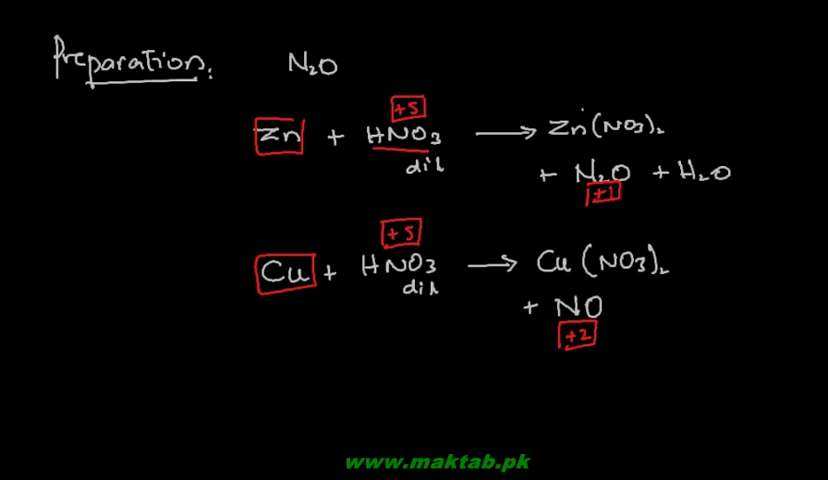 Preparation: N₂O
+5
Zn + HNO₃ → Zn(NO₃)₂
dil
+ N₂O + H₂O
+1
+5
Cu + HNO₃ → Cu(NO₃)₂
dil
+ NO
+2
www.maktab.pk